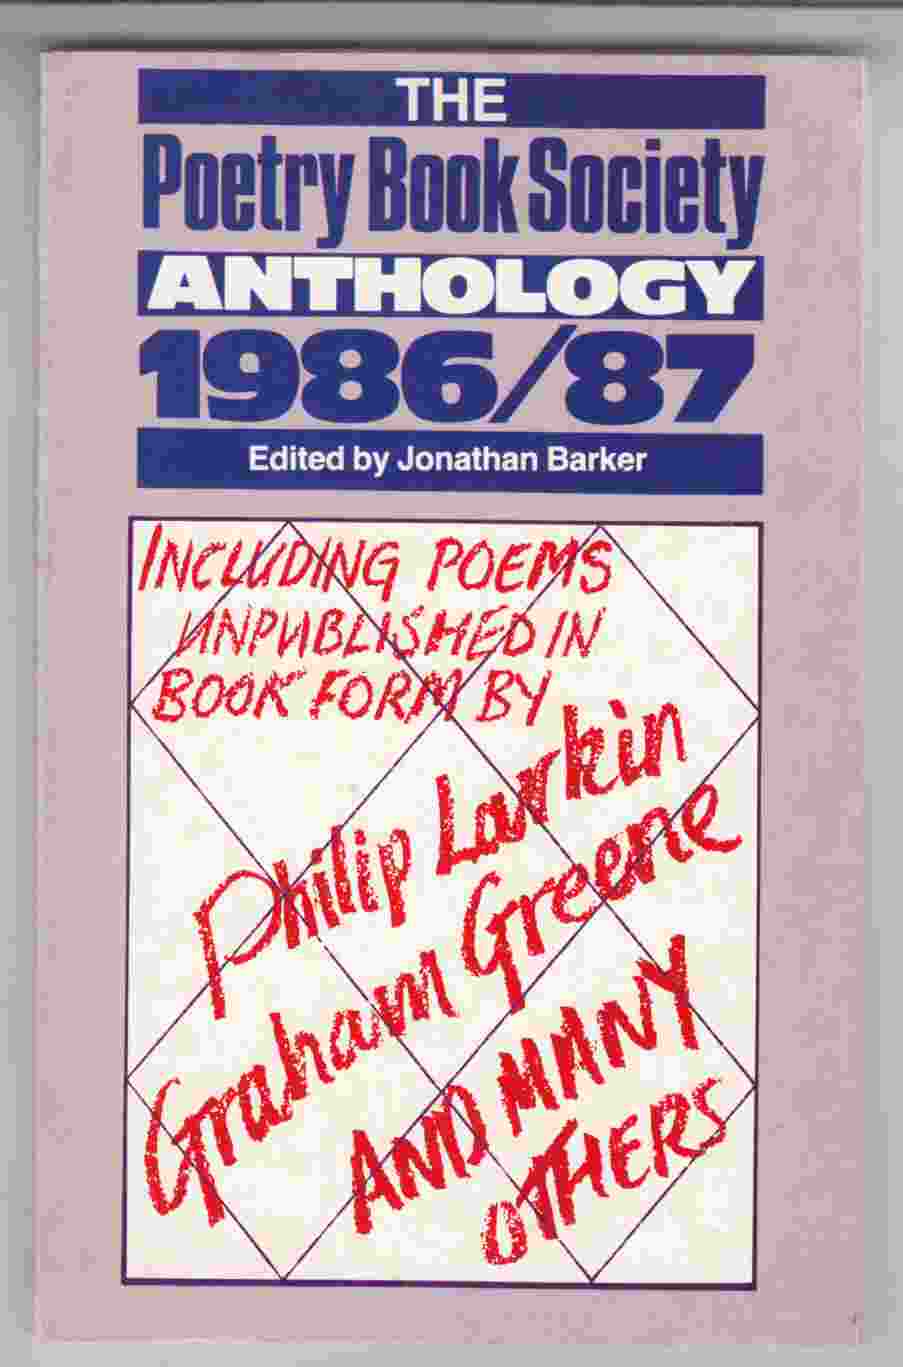 THE
Poetry Book Society
ANTHOLOGY
1986/87
Edited by Jonathan Barker
INCLUDING POEMS
UNPUBLISHED IN
BOOK FORM BY
Philip Larkin
Graham Greene
AND MANY
OTHERS